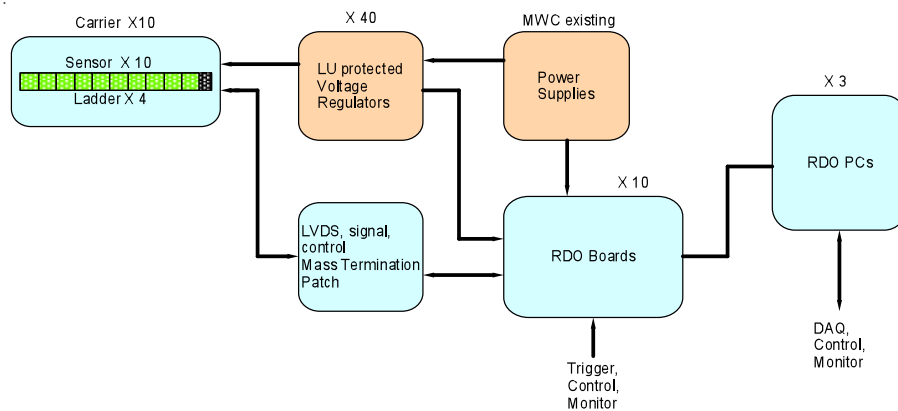 Carrier X10
Sensor X 10
Ladder X 4
X 40
LU protected
Voltage
Regulators
MWC existing
Power
Supplies
X 3
RDO PCs
X 10
RDO Boards
LVDS, signal,
control
Mass Termination
Patch
Trigger,
Control,
Monitor
DAQ,
Control,
Monitor